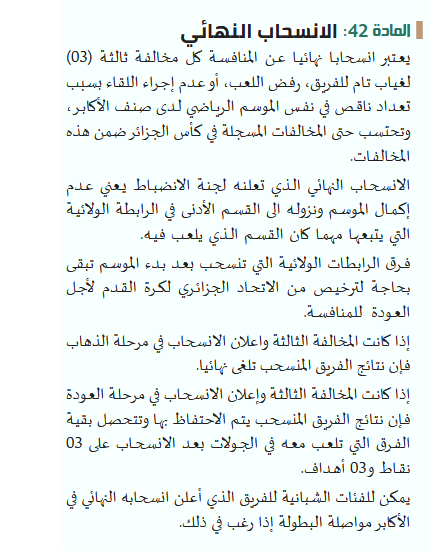 المادة 42: الانسحاب النهائي
يعتبر انسحابا نهائيا عن المنافسة كل مخالفة ثالثة (03)
لغياب تام للفريق، رفض اللعب، أو عدم إجراء اللقاء بسبب
تعداد ناقص في نفس الموسم الرياضي لدى صنف الأكابر،
وتحتسب حتى المخالفات المسجلة في كأس الجزائر ضمن هذه
المخالفات.
الانسحاب النهائي الذي تعلنه لجنة الانضباط يعني عدم
إكمال الموسم ونزوله الى القسم الأدنى في الرابطة الولائية
التي يتبعها مهما كان القسم الذي يلعب فيه.
فرق الرابطات الولائية التي تنسحب بعد بدء الموسم تبقى
بحاجة لترخيص من الاتحاد الجزائري لكرة القدم لأجل
العودة للمنافسة.
إذا كانت المخالفة الثالثة واعلان الانسحاب في مرحلة الذهاب
فإن نتائج الفريق المنسحب تلغى نهائيا.
إذا كانت المخالفة الثالثة وإعلان الانسحاب في مرحلة العودة
فإن نتائج الفريق المنسحب يتم الاحتفاظ بها وتتحصل بقية
الفرق التي تلعب معه في الجولات بعد الانسحاب على 03
نقاط و03 أهداف.
يمكن للفئات الشبانية للفريق الذي أعلن انسحابه النهائي في
الأكابر مواصلة البطولة إذا رغب في ذلك.